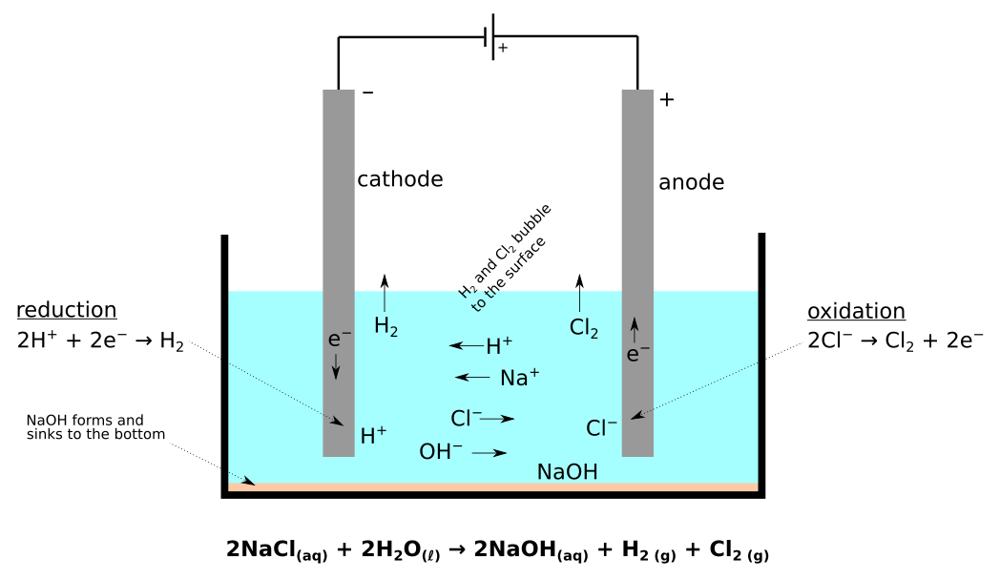 +
−
+
cathode
anode
H₂ and Cl₂ bubble
to the surface
reduction
2H⁺ + 2e⁻ → H₂
oxidation
2Cl⁻ → Cl₂ + 2e⁻
e⁻
H₂
Cl₂
e⁻
H⁺
Na⁺
Cl⁻
Cl⁻
H⁺
OH⁻
NaOH
NaOH forms and
sinks to the bottom
2NaCl(aq) + 2H₂O(ℓ) → 2NaOH(aq) + H₂ (g) + Cl₂ (g)